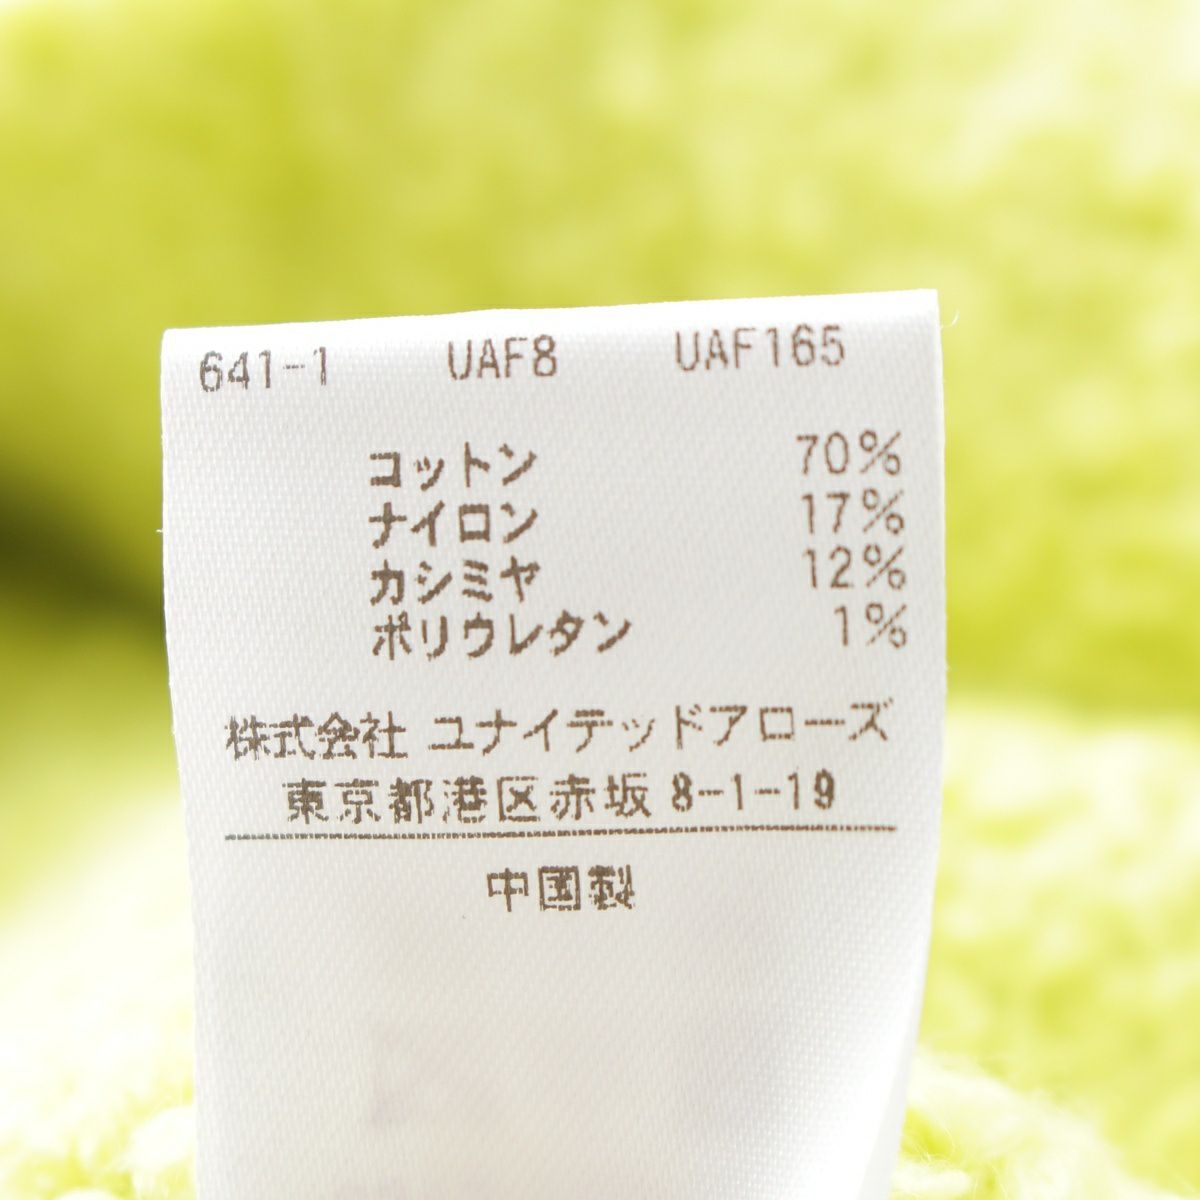 641-1 UAF8 UAF165
コットン 70%
ナイロン 17%
カシミヤ 12%
ポリウレタン 1%
株式会社 ユナイテッドアローズ
東京都港区赤坂 8-1-19
中国製